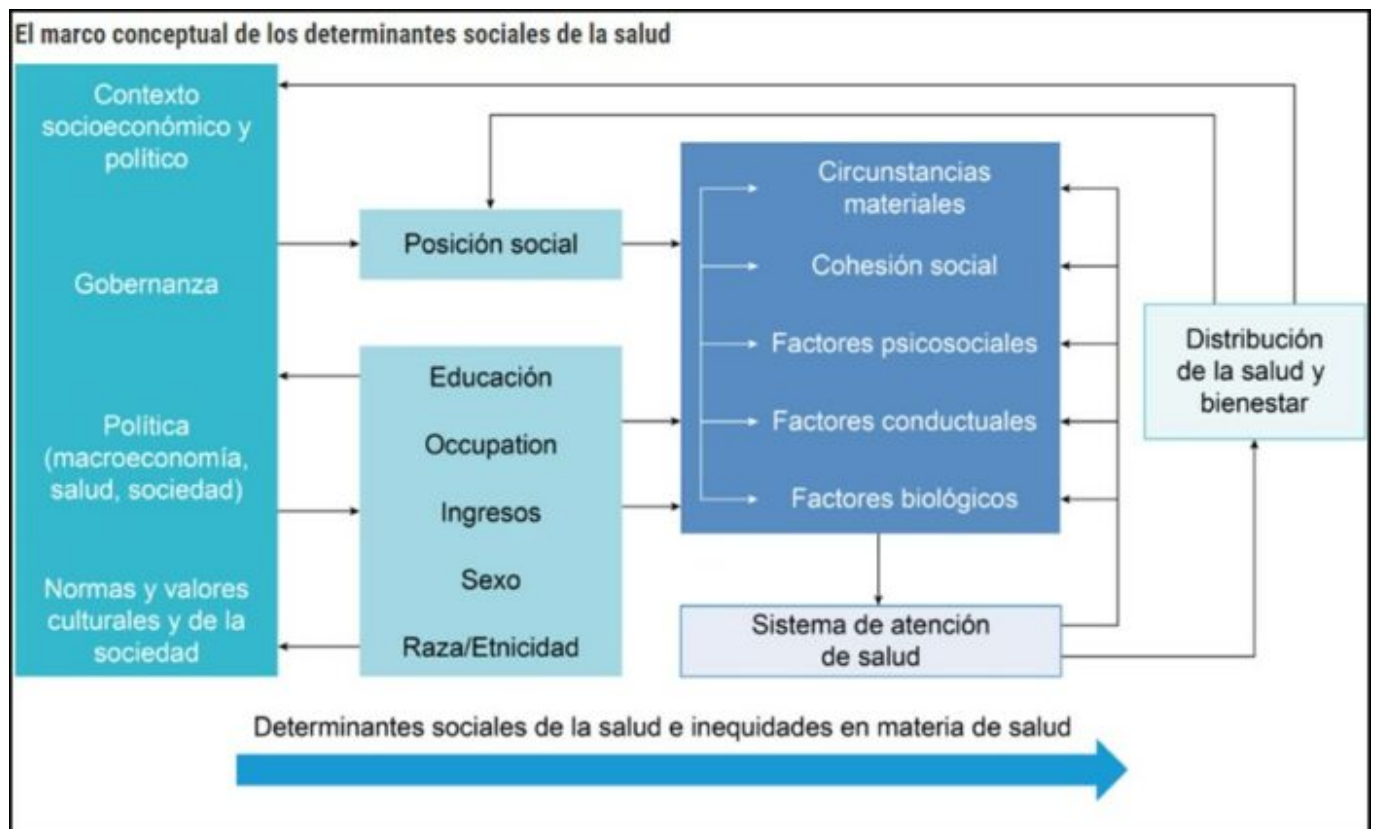 El marco conceptual de los determinantes sociales de la salud
Contexto
socioeconómico y
político
Gobernanza
Política
(macroeconomía,
salud, sociedad)
Normas y valores
culturales y de la
sociedad
Posición social
Educación
Occupation
Ingresos
Sexo
Raza/Etnicidad
Circunstancias
materiales
Cohesión social
Factores psicosociales
Factores conductuales
Factores biológicos
Sistema de atención
de salud
Distribución
de la salud y
bienestar
Determinantes sociales de la salud e inequidades en materia de salud